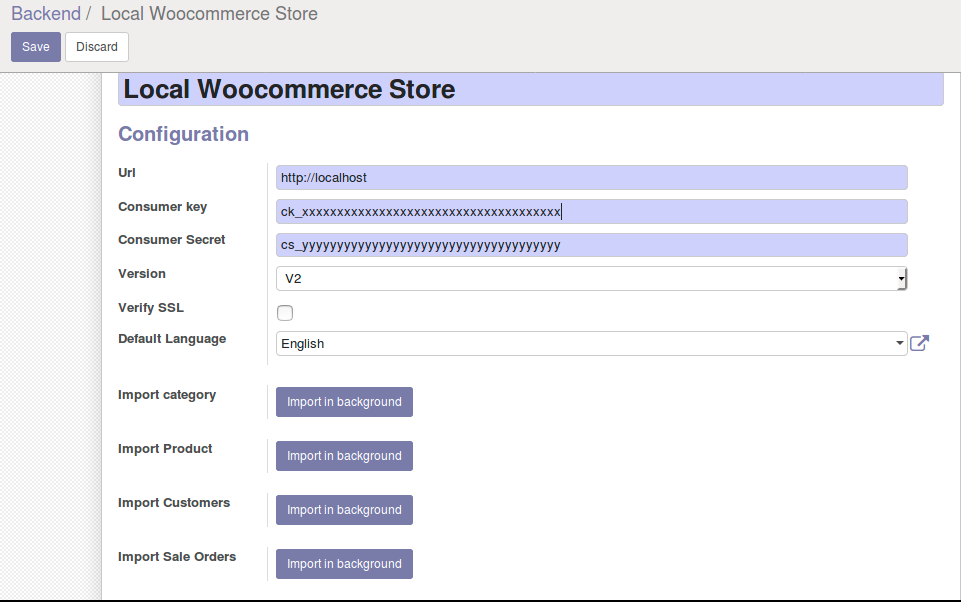 Backend / Local Woocommerce Store
Save Discard
Local Woocommerce Store
Configuration
Url http://localhost
Consumer key ck_xxxxxxxxxxxxxxxxxxxxxxxxxxxxxxxxxxxxx
Consumer Secret cs_yyyyyyyyyyyyyyyyyyyyyyyyyyyyyyyyyyyyy
Version V2
Verify SSL
Default Language English
Import category Import in background
Import Product Import in background
Import Customers Import in background
Import Sale Orders Import in background